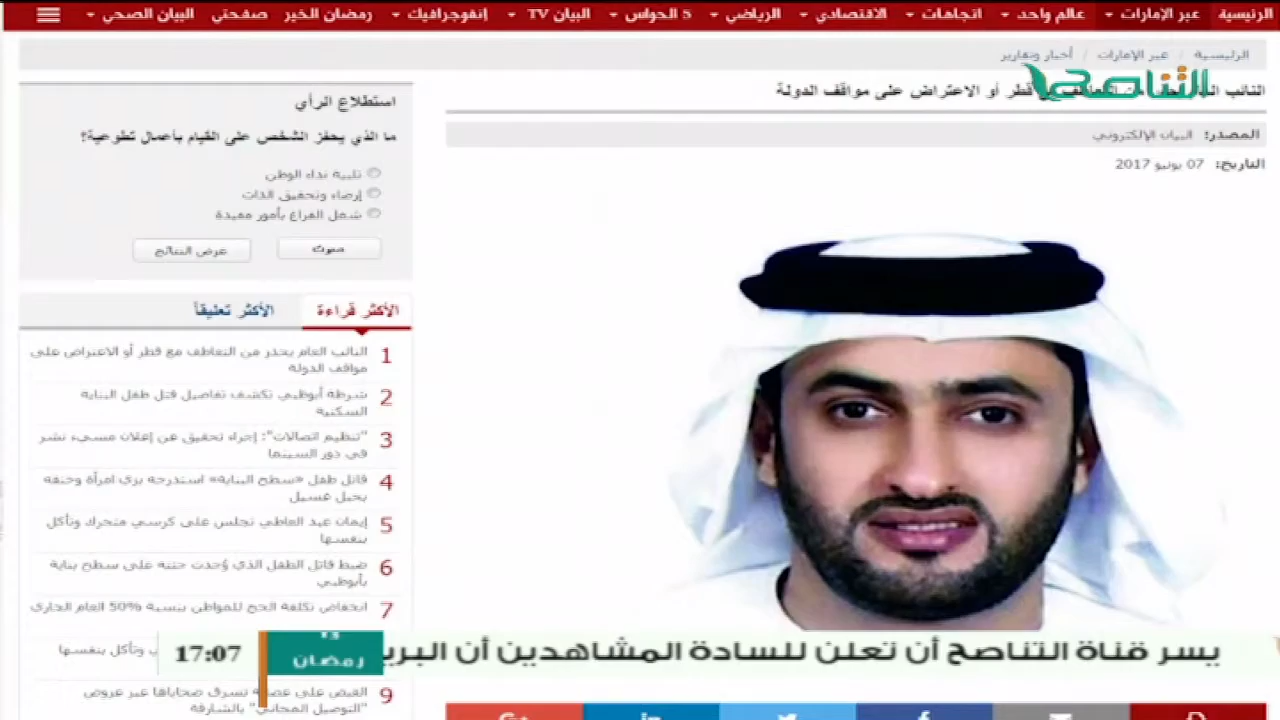 الرئيسية
عبر الإمارات
عالم واحد
اتجاهات
الاقتصادي
الرياضي
5 الحواس
البيان TV
إنفوجرافيك
رمضان الخير
صفحتي
البيان الصحي
الرئيسية / عبر الإمارات / أخبار وتقارير
التناصح
النائب قطر أو الاعتراض على مواقف الدولة
المصدر: البيان الإلكتروني
التاريخ: 07 يونيو 2017
استطلاع الرأي
ما الذي يحفز الشخص على القيام بأعمال تطوعية؟
تلبية نداء الوطن
إرضاء وتحقيق الذات
شغل الفراغ بأمور مفيدة
صوت
عرض النتائج
الأكثر قراءة
الأكثر تعليقاً
1 النائب العام يحذر من التعاطف مع قطر أو الاعتراض على
مواقف الدولة
2 شرطة أبوظبي تكشف تفاصيل قتل طفل البناية
السكنية
3 "تنظيم اتصالات": إجراء تحقيق عن إعلان مسيء نشر
في دور السينما
4 قاتل طفل «سطح البناية» استدرجه بزي امرأة وخنقه
بحبل غسيل
5 إيمان عبد العاطي تجلس على كرسي متحرك وتأكل
بنفسها
6 ضبط قاتل الطفل الذي وُجدت جثته على سطح بناية
بأبوظبي
7 انخفاض تكلفة الحج للمواطن بنسبة 50% العام الجاري
وتأكل بنفسها
9 القبض على تسرق ضحاياها عبر عروض
"التوصيل المجاني" بالشارقة
يسر قناة التناصح أن تعلن للسادة المشاهدين أن البري
رمضان
17:07